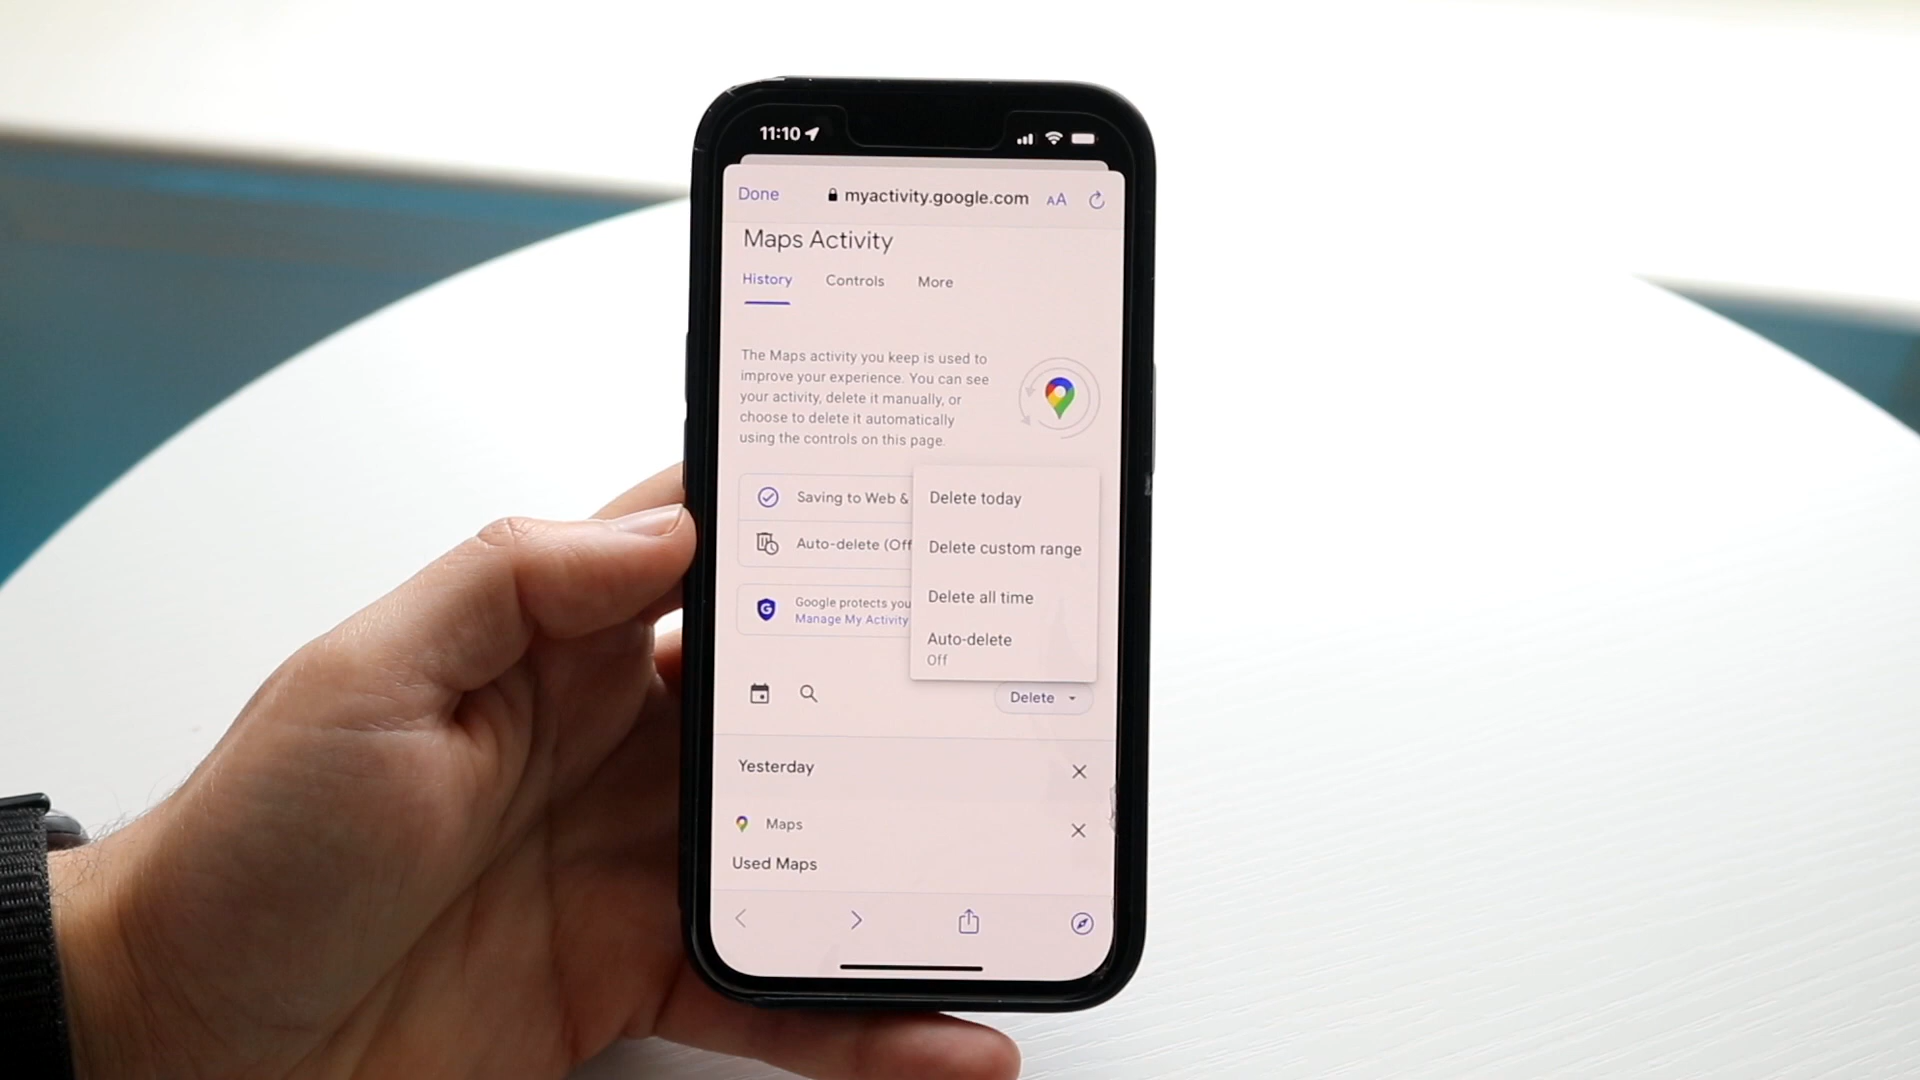 11:10
Done myactivity.google.com AA
Maps Activity
History Controls More
The Maps activity you keep is used to
improve your experience. You can see
your activity, delete it manually, or
choose to delete it automatically
using the controls on this page.
Saving to Web &
Auto-delete (Off
Google protects you
Manage My Activity
Delete today
Delete custom range
Delete all time
Auto-delete
Off
Delete
Yesterday
Maps
Used Maps